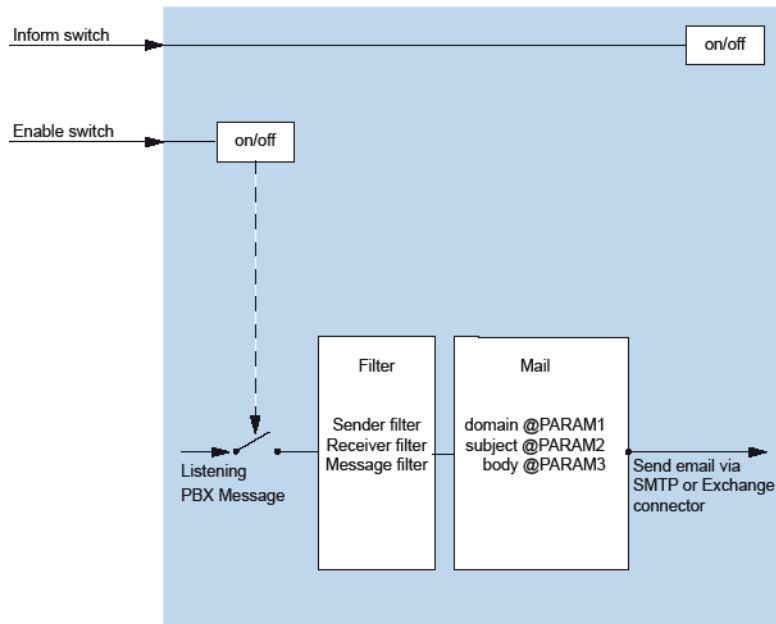 Inform switch
on/off
Enable switch
on/off
Filter
Sender filter
Receiver filter
Message filter
Mail
domain @PARAM1
subject @PARAM2
body @PARAM3
Listening
PBX Message
Send email via
SMTP or Exchange
connector